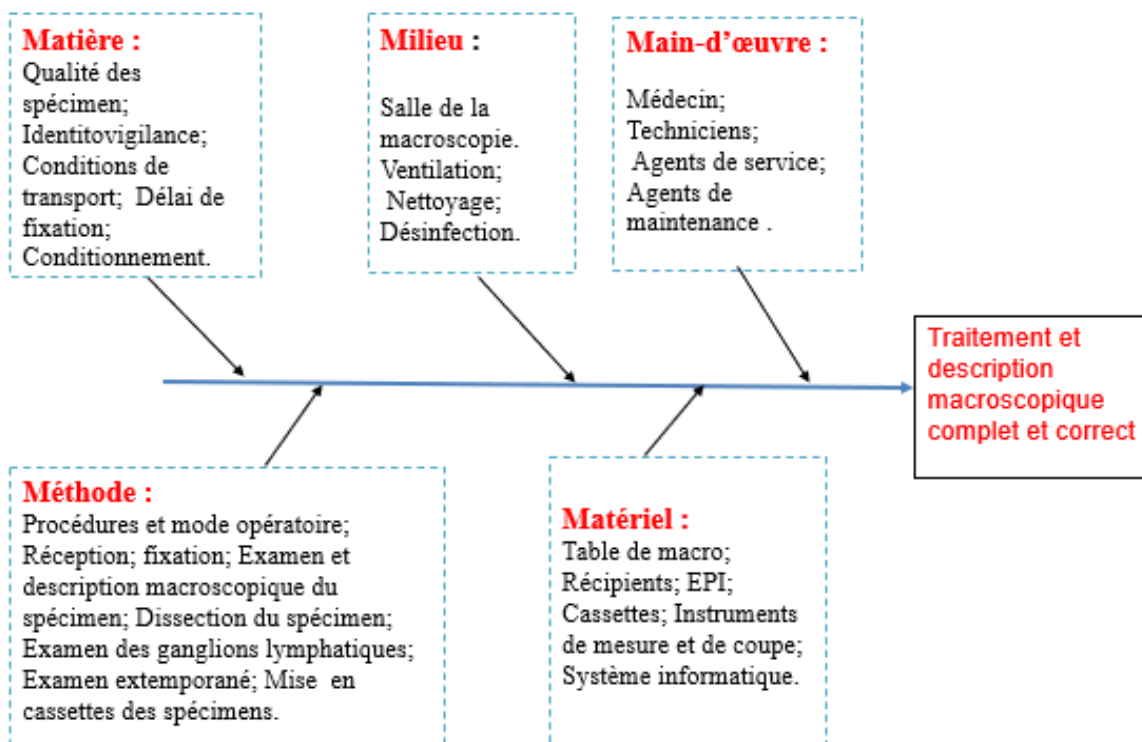 Matière :
Qualité des
spécimen;
Identitovigilance;
Conditions de
transport; Délai de
fixation;
Conditionnement.
Milieu :
Salle de la
macroscopie.
Ventilation;
Nettoyage;
Désinfection.
Main-d’œuvre :
Médecin;
Techniciens;
Agents de service;
Agents de
maintenance .
Traitement et
description
macroscopique
complet et correct
Méthode :
Procédures et mode opératoire;
Réception; fixation; Examen et
description macroscopique du
spécimen; Dissection du spécimen;
Examen des ganglions lymphatiques;
Examen extemporané; Mise en
cassettes des spécimens.
Matériel :
Table de macro;
Récipients; EPI;
Cassettes; Instruments
de mesure et de coupe;
Système informatique.